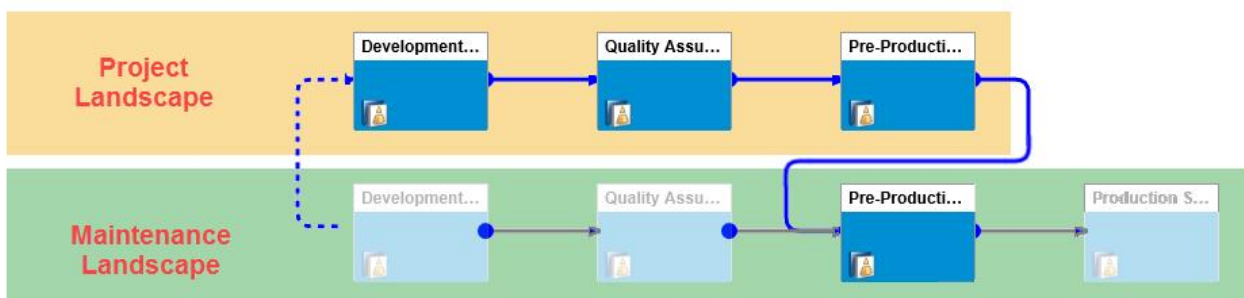 Project
Landscape
Development...
Quality Assu...
Pre-Producti...
Maintenance
Landscape
Development...
Quality Assu...
Pre-Producti...
Production S...